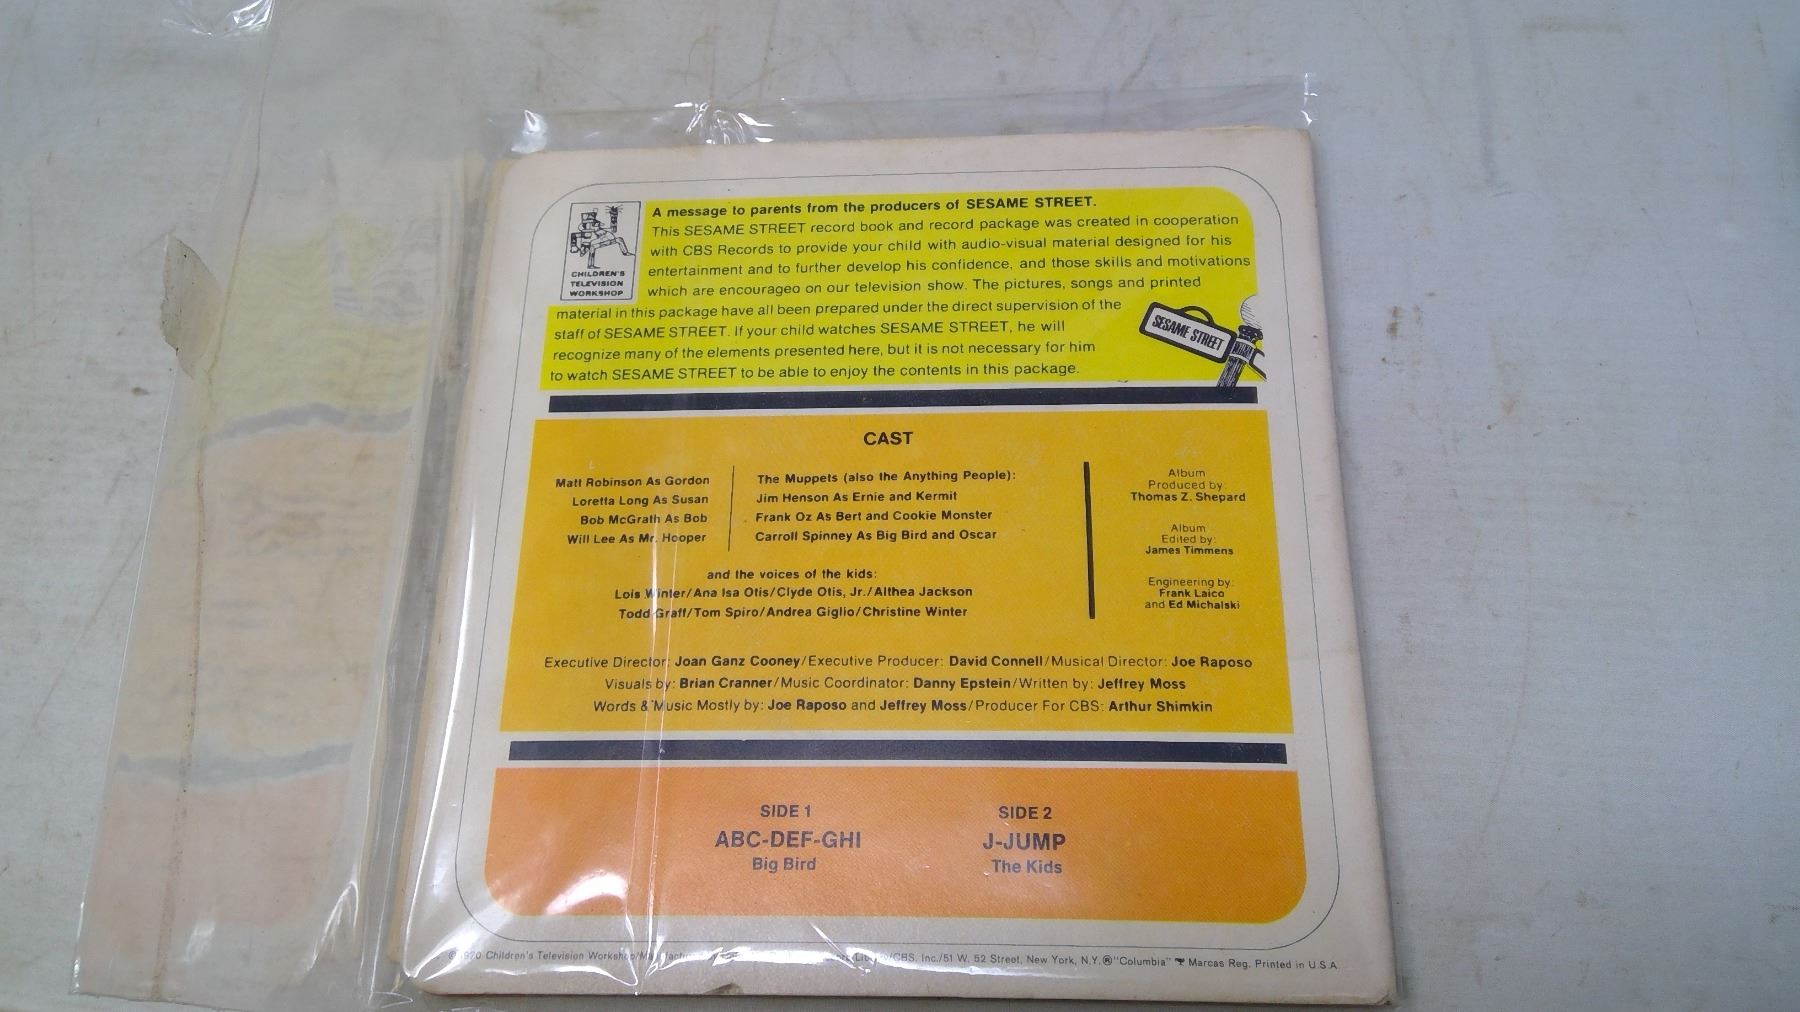 CHILDREN'S
TELEVISION
WORKSHOP
A message to parents from the producers of SESAME STREET.
This SESAME STREET record book and record package was created in cooperation
with CBS Records to provide your child with audio-visual material designed for his
entertainment and to further develop his confidence, and those skills and motivations
which are encourageo on our television show. The pictures, songs and printed
material in this package have all been prepared under the direct supervision of the
staff of SESAME STREET. If your child watches SESAME STREET, he will
recognize many of the elements presented here, but it is not necessary for him
to watch SESAME STREET to be able to enjoy the contents in this package.
SESAME STREET
CAST
Matt Robinson As Gordon
Loretta Long As Susan
Bob McGrath As Bob
Will Lee As Mr. Hooper
The Muppets (also the Anything People):
Jim Henson As Ernie and Kermit
Frank Oz As Bert and Cookie Monster
Carroll Spinney As Big Bird and Oscar
and the voices of the kids:
Lois Winter/Ana Isa Otis/Clyde Otis, Jr./Althea Jackson
Todd Graff/Tom Spiro/Andrea Giglio/Christine Winter
Album
Produced by:
Thomas Z. Shepard
Album
Edited by:
James Timmens
Engineering by:
Frank Laico
and Ed Michalski
Executive Director: Joan Ganz Cooney/Executive Producer: David Connell/Musical Director: Joe Raposo
Visuals by: Brian Cranner/Music Coordinator: Danny Epstein/Written by: Jeffrey Moss
Words & Music Mostly by: Joe Raposo and Jeffrey Moss/Producer For CBS: Arthur Shimkin
SIDE 1
ABC-DEF-GHI
Big Bird
SIDE 2
J-JUMP
The Kids
© 1970 Children's Television Workshop/ /CBS, Inc./51 W. 52 Street, New York, N.Y. ® "Columbia" Marcas Reg. Printed in U.S.A.